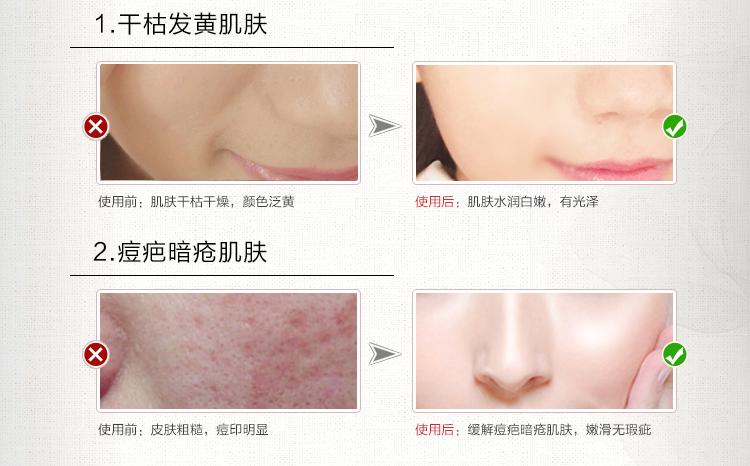 1.干枯发黄肌肤
使用前：肌肤干枯干燥，颜色泛黄
使用后：肌肤水润白嫩，有光泽
2.痘疤暗疮肌肤
使用前：皮肤粗糙，痘印明显
使用后：缓解痘疤暗疮肌肤，嫩滑无瑕疵